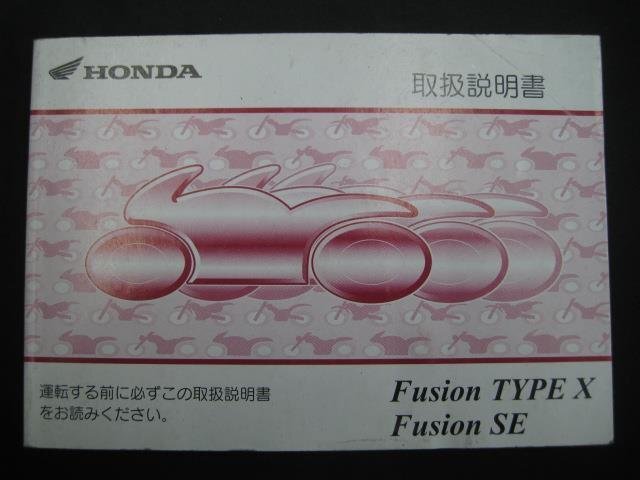 HONDA
取扱説明書
運転する前に必ずこの取扱説明書
をお読みください。
Fusion TYPE X
Fusion SE